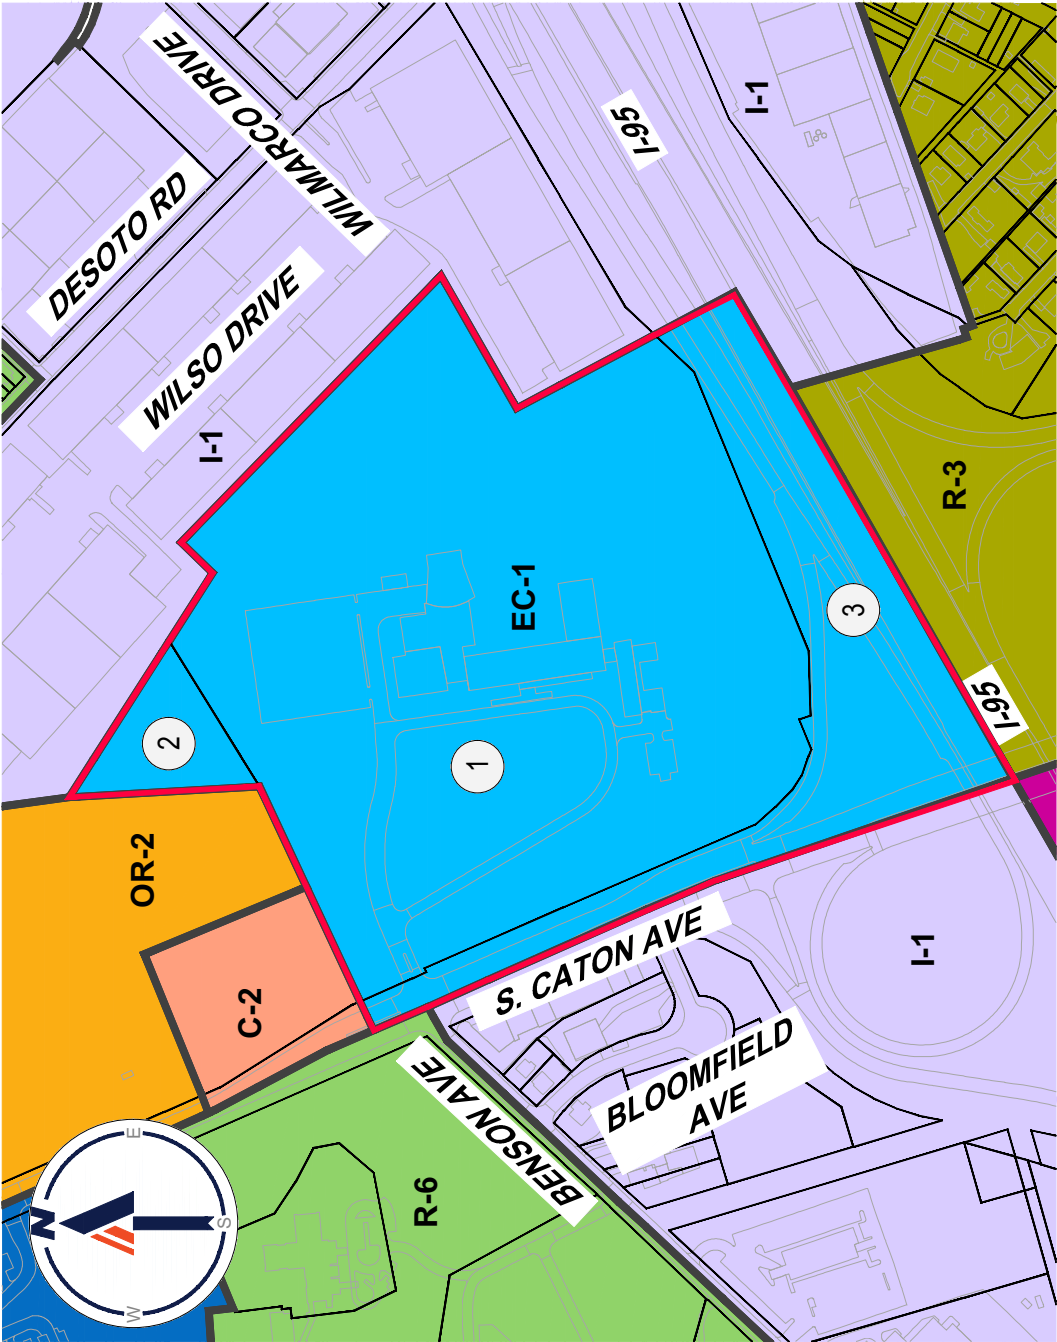 WILMARCO DRIVE
DESOTO RD
WILSO DRIVE
I-95
I-1
I-1
EC-1
R-3
1
2
3
I-95
OR-2
C-2
S. CATON AVE
BLOOMFIELD
AVE
I-1
BENSON AVE
R-6
N
E
S
W